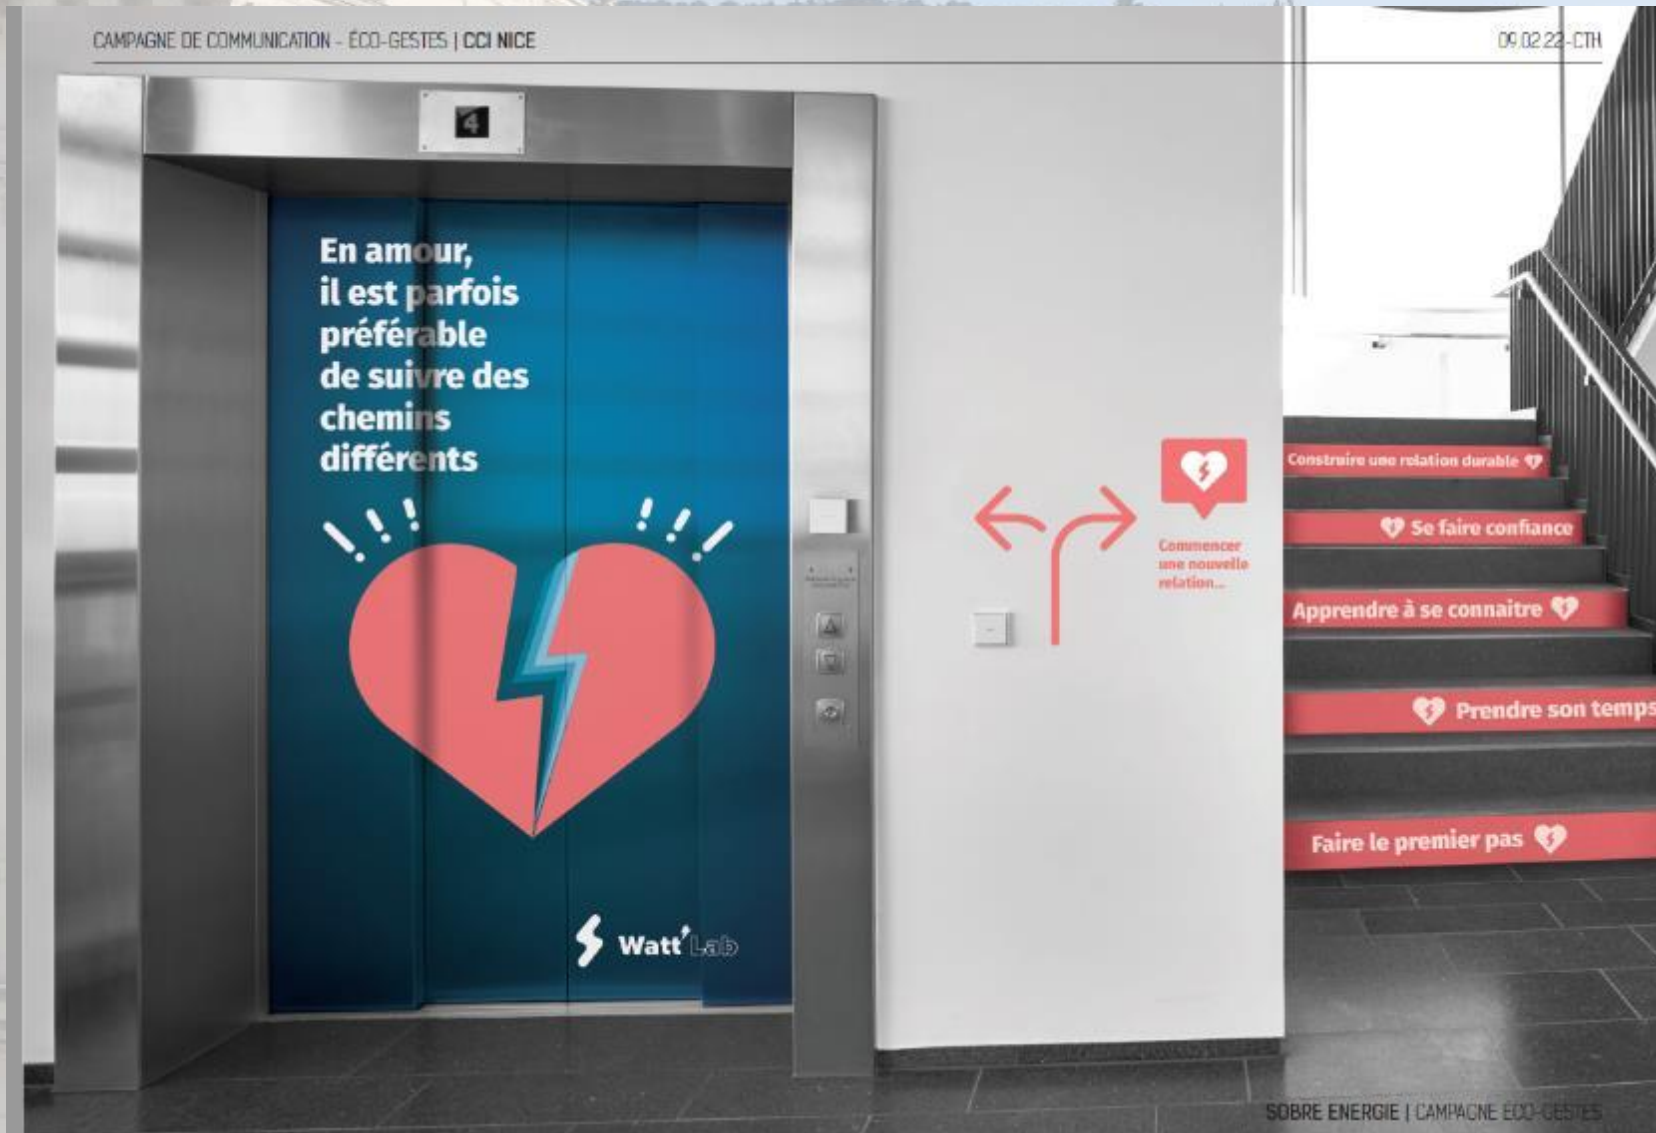 CAMPAGNE DE COMMUNICATION - ÉCO-GESTES | CCI NICE
09.02.22-CTH
4
En amour,
il est parfois
préférable
de suivre des
chemins
différents
Watt'Lab
Commencer
une nouvelle
relation...
Construire une relation durable
Se faire confiance
Apprendre à se connaitre
Prendre son temps
Faire le premier pas
SOBRE ENERGIE | CAMPAGNE ÉCO-GESTES